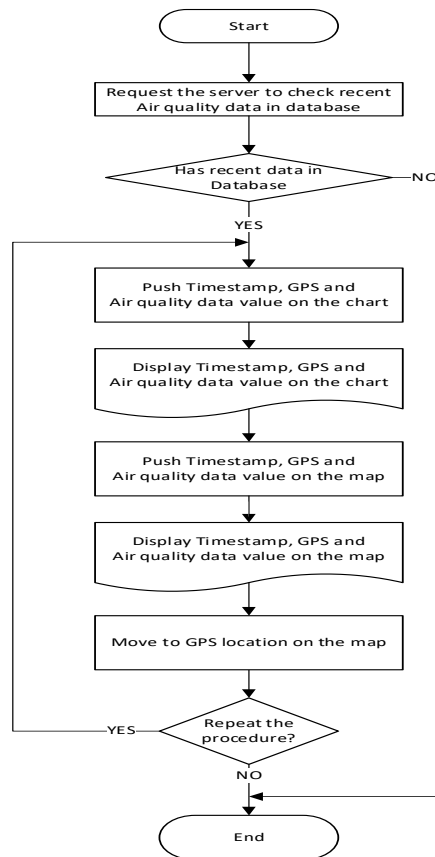 Start
Request the server to check recent
Air quality data in database
Has recent data in
Database
NO
YES
Push Timestamp, GPS and
Air quality data value on the chart
Display Timestamp, GPS and
Air quality data value on the chart
Push Timestamp, GPS and
Air quality data value on the map
Display Timestamp, GPS and
Air quality data value on the map
Move to GPS location on the map
Repeat the
procedure?
YES
NO
End